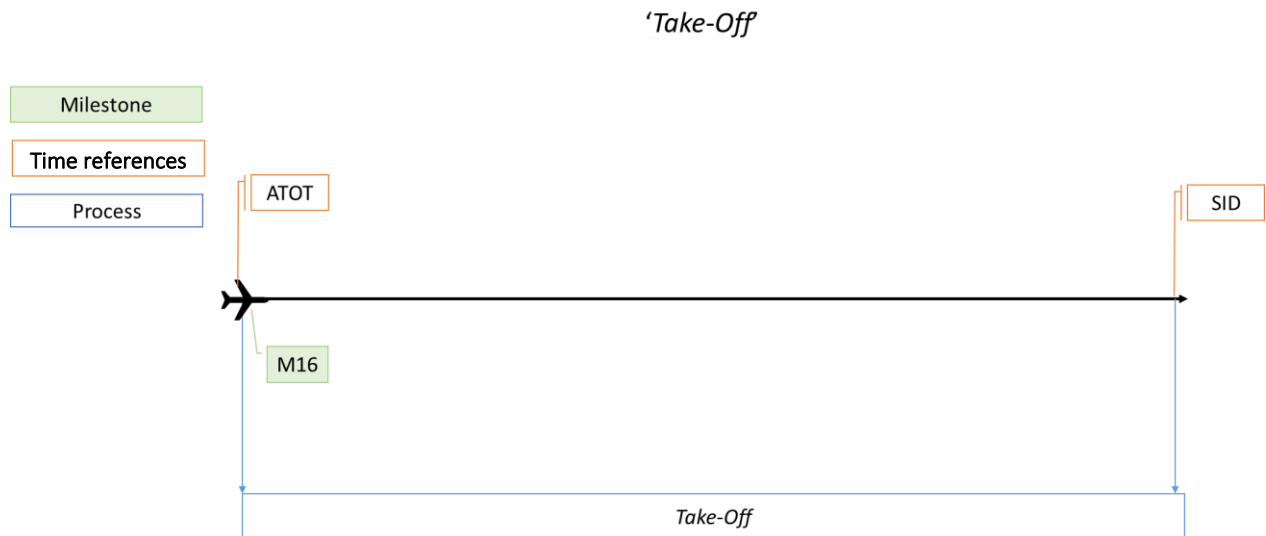 ‘Take-Off’
Milestone
Time references
Process
ATOT
SID
M16
Take-Off